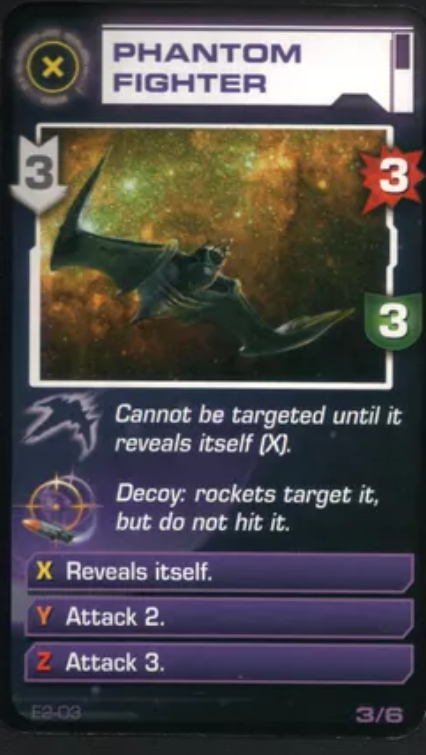 X
PHANTOM
FIGHTER
3
3
3
Cannot be targeted until it
reveals itself (X).
Decoy: rockets target it,
but do not hit it.
X Reveals itself.
Y Attack 2.
Z Attack 3.
E2-03
3/6